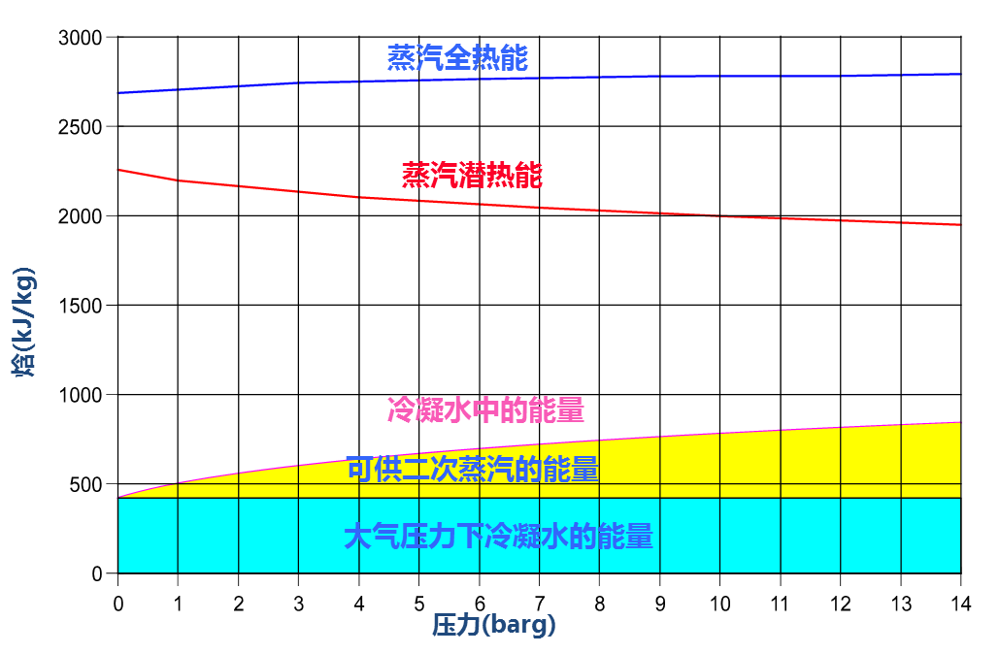 3000
蒸汽全热能
2500
蒸汽潜热能
2000
1500
焓(kJ/kg)
1000
冷凝水中的能量
可供二次蒸汽的能量
500
大气压力下冷凝水的能量
0
0 1 2 3 4 5 6 7 8 9 10 11 12 13 14
压力(barg)